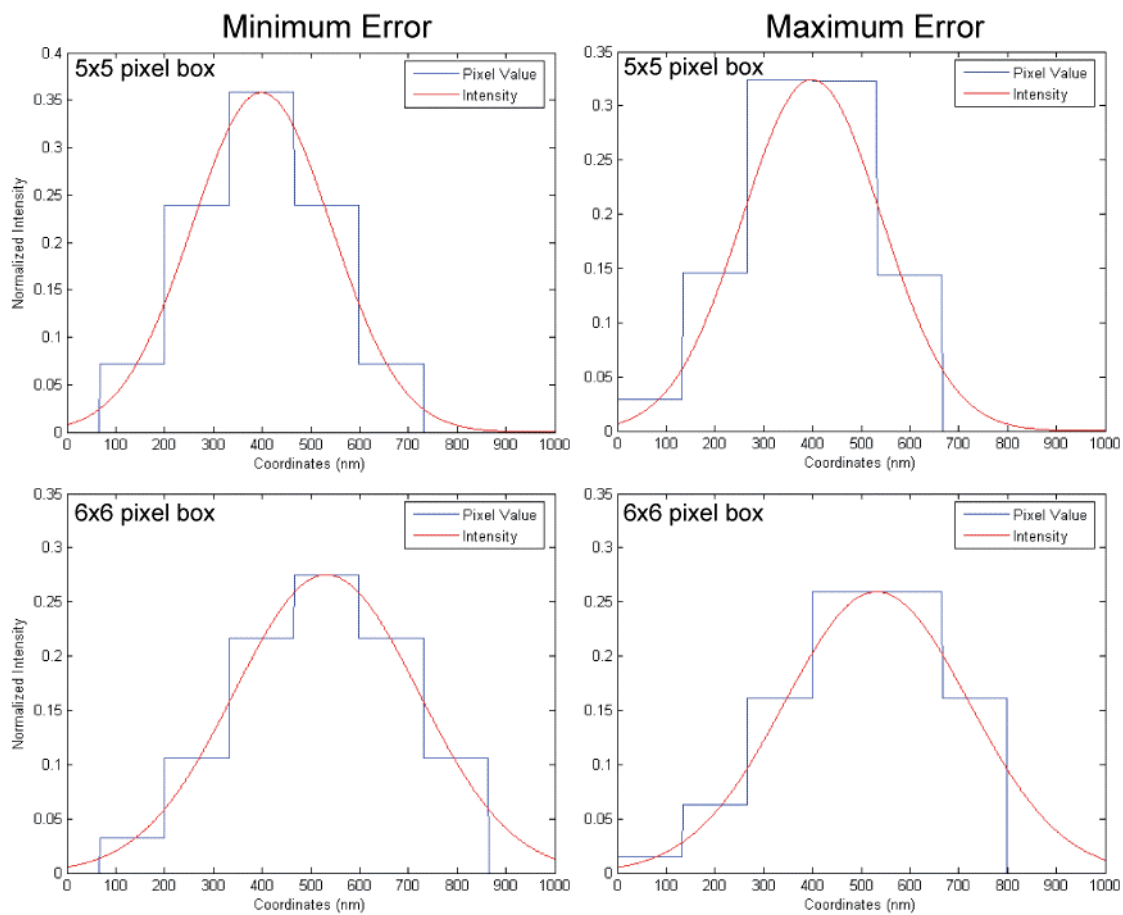 Minimum Error
Maximum Error
5x5 pixel box
Pixel Value
Intensity
0.4
0.35
0.3
0.25
0.2
0.15
0.1
0.05
0
Normalized Intensity
0 100 200 300 400 500 600 700 800 900 1000
Coordinates (nm)
5x5 pixel box
Pixel Value
Intensity
0.35
0.3
0.25
0.2
0.15
0.1
0.05
0
0 100 200 300 400 500 600 700 800 900 1000
Coordinates (nm)
6x6 pixel box
Pixel Value
Intensity
0.35
0.3
0.25
0.2
0.15
0.1
0.05
0
Normalized Intensity
0 100 200 300 400 500 600 700 800 900 1000
Coordinates (nm)
6x6 pixel box
Pixel Value
Intensity
0.35
0.3
0.25
0.2
0.15
0.1
0.05
0
0 100 200 300 400 500 600 700 800 900 1000
Coordinates (nm)